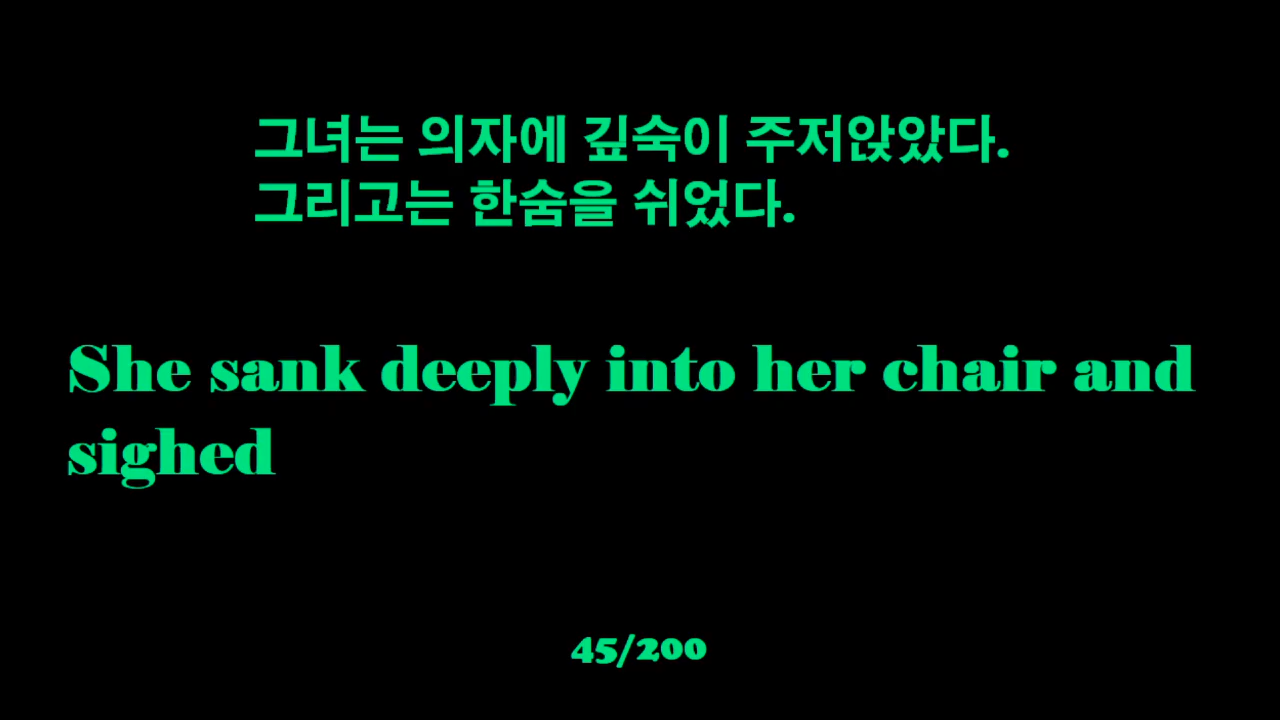 그녀는 의자에 깊숙이 주저앉았다.
그리고는 한숨을 쉬었다.
She sank deeply into her chair and
sighed
45/200